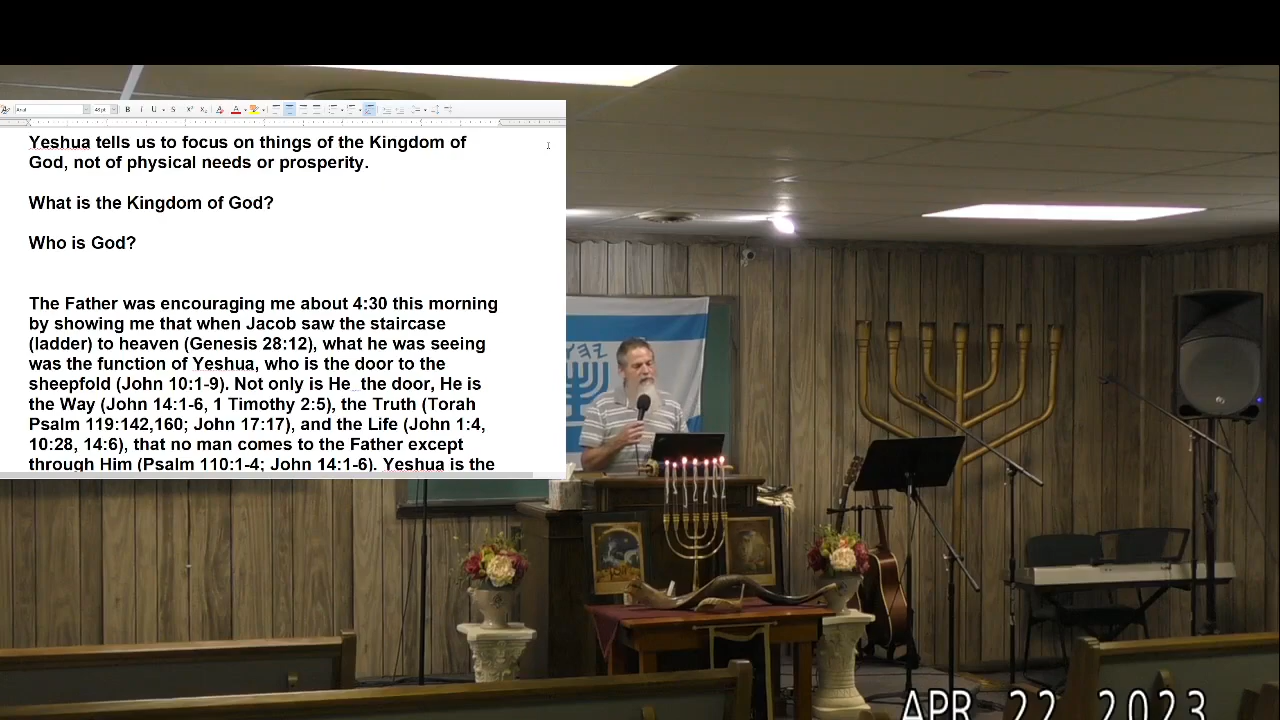 Yeshua tells us to focus on things of the Kingdom of
God, not of physical needs or prosperity.
What is the Kingdom of God?
Who is God?
The Father was encouraging me about 4:30 this morning
by showing me that when Jacob saw the staircase
(ladder) to heaven (Genesis 28:12), what he was seeing
was the function of Yeshua, who is the door to the
sheepfold (John 10:1-9). Not only is He the door, He is
the Way (John 14:1-6, 1 Timothy 2:5), the Truth (Torah
Psalm 119:142,160; John 17:17), and the Life (John 1:4,
10:28, 14:6), that no man comes to the Father except
through Him (Psalm 110:1-4; John 14:1-6). Yeshua is the
APR 22 2023